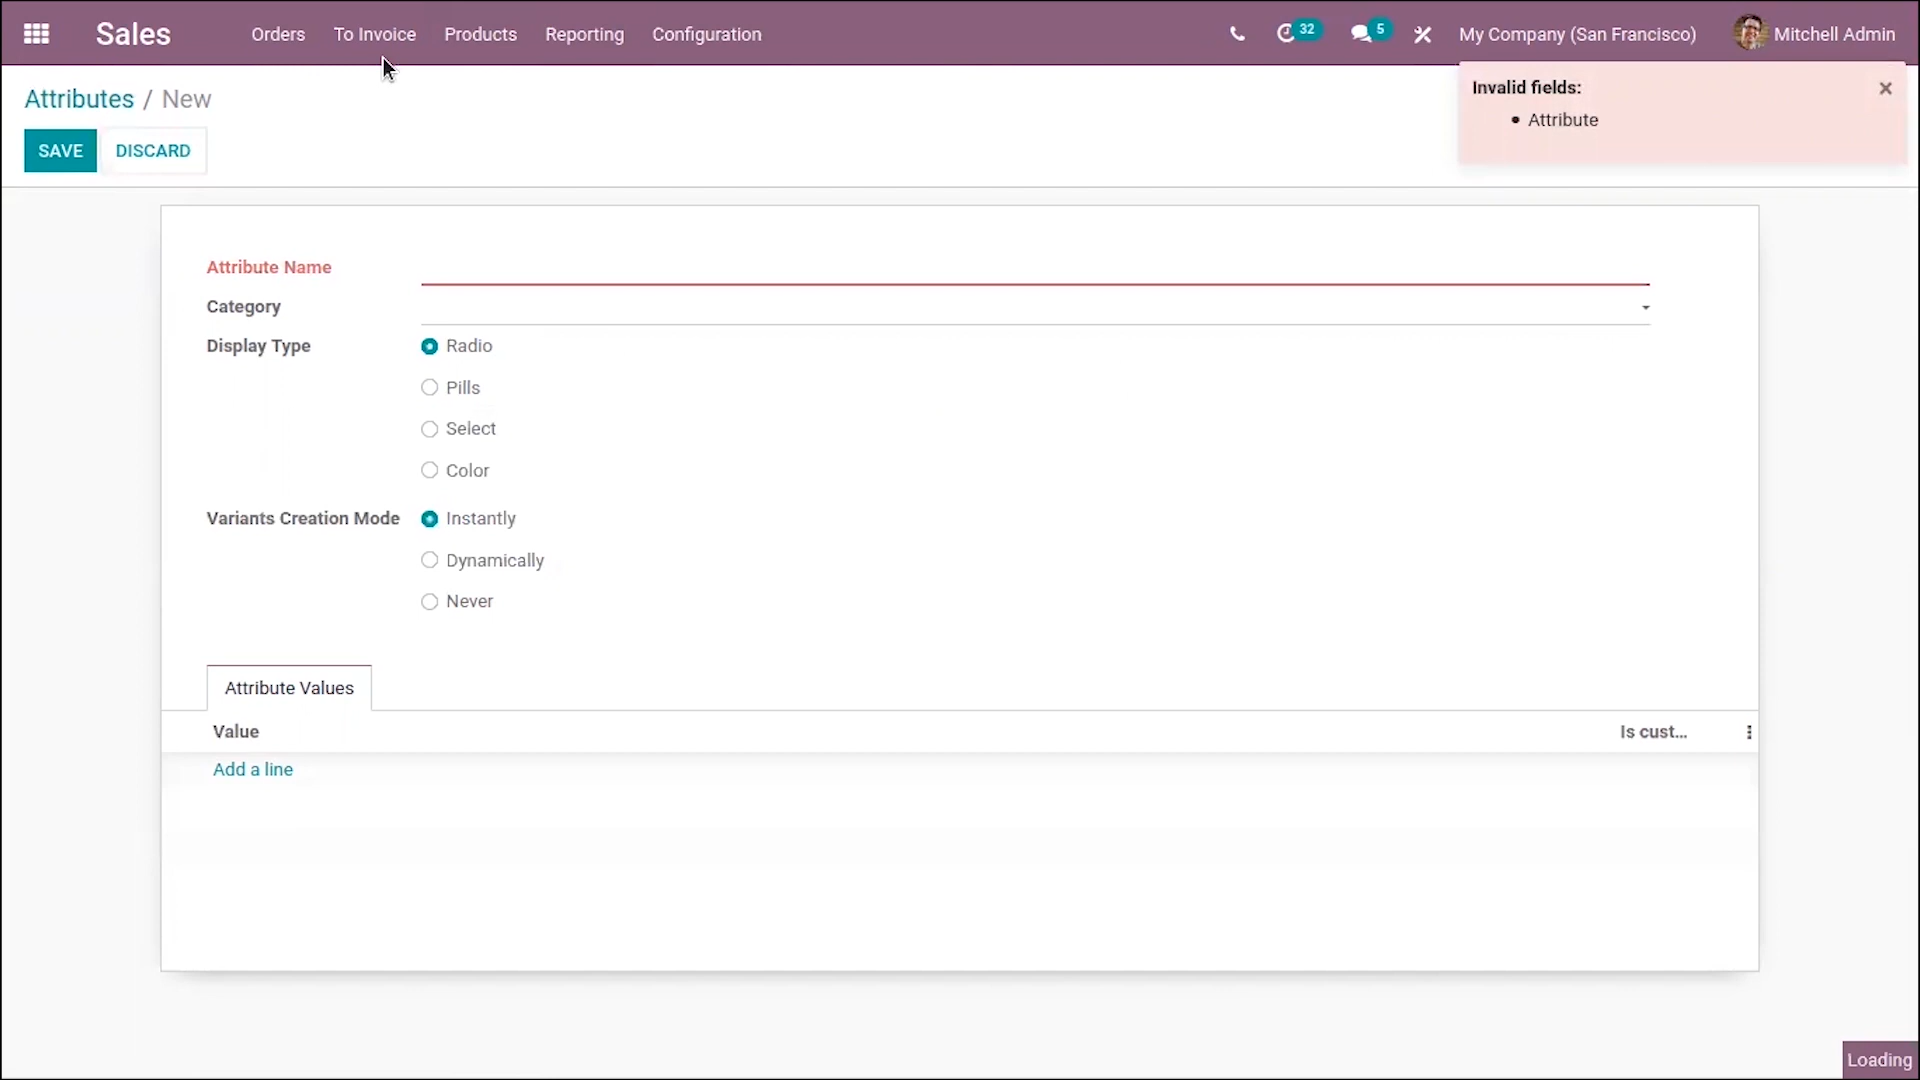 Sales Orders To Invoice Products Reporting Configuration 32 5 My Company (San Francisco) Mitchell Admin
Attributes / New
Invalid fields:
• Attribute
SAVE DISCARD
Attribute Name
Category
Display Type Radio
Pills
Select
Color
Variants Creation Mode Instantly
Dynamically
Never
Attribute Values
Value Is cust...
Add a line
Loading